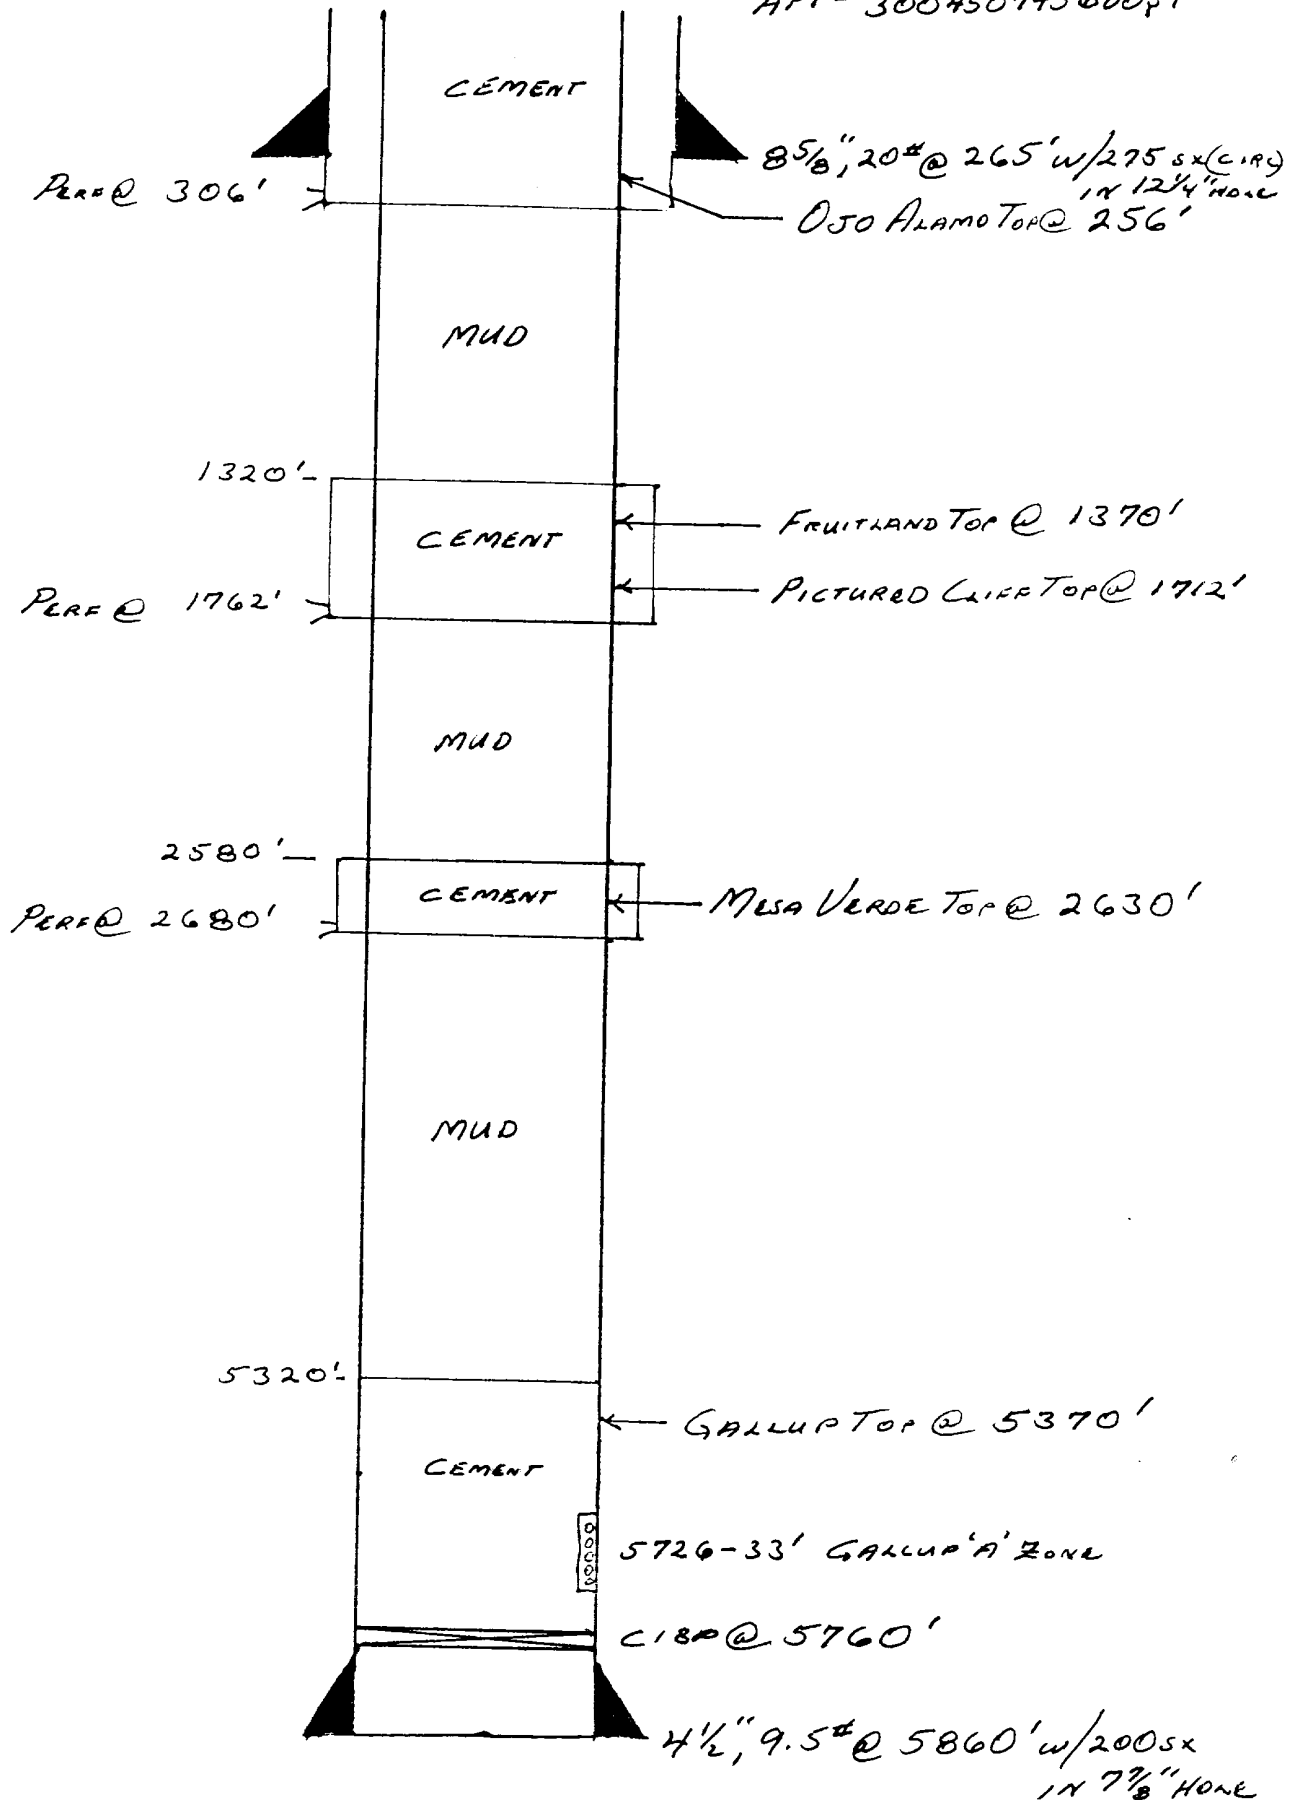 CEMENT
8 5/8", 20# @ 265' w/275 sx (CIRC)
IN 12 1/4" HOLE
PERF @ 306'
OJO ALAMO TOP @ 256'
MUD
1320'-
FRUITLAND TOP @ 1370'
CEMENT
PICTURED CLIFF TOP @ 1712'
PERF @ 1762'
MUD
2580'-
CEMENT
MESA VERDE TOP @ 2630'
PERF @ 2680'
MUD
5320'-
GALLUP TOP @ 5370'
CEMENT
5726-33' GALLUP 'A' ZONE
CIBP @ 5760'
4 1/2", 9.5# @ 5860' w/200 sx
IN 7 7/8" HOLE